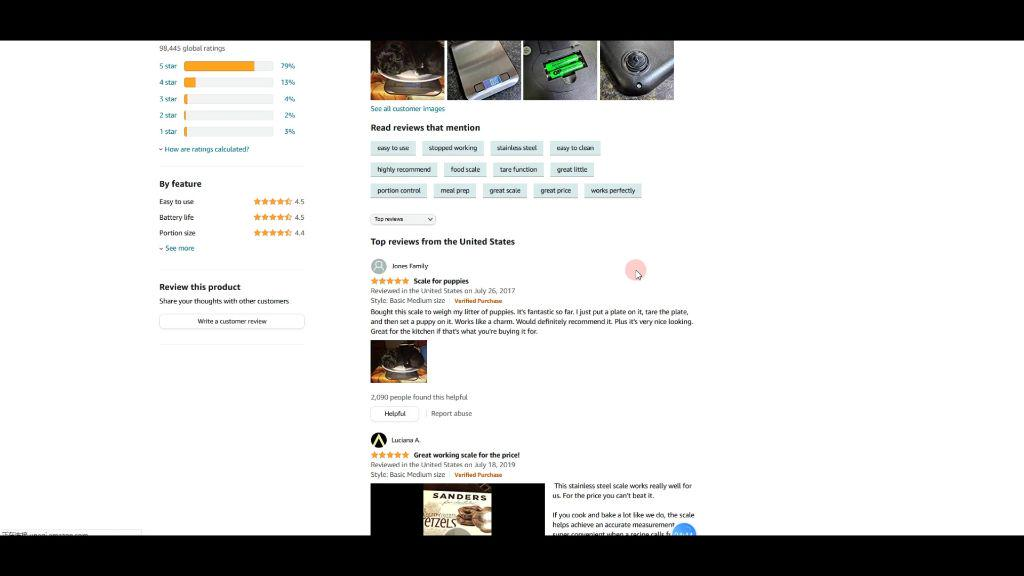 98,445 global ratings
5 star 79%
4 star 13%
3 star 4%
2 star 2%
1 star 3%
How are ratings calculated?
By feature
Easy to use 4.5
Battery life 4.5
Portion size 4.4
See more
Review this product
Share your thoughts with other customers
Write a customer review
See all customer images
Read reviews that mention
easy to use stopped working stainless steel easy to clean
highly recommend food scale tare function great little
portion control meal prep great scale great price works perfectly
Top reviews
Top reviews from the United States
Jones Family
Scale for puppies
Reviewed in the United States on July 26, 2017
Style: Basic Medium size Verified Purchase
Bought this scale to weigh my litter of puppies. It's fantastic so far. I just put a plate on it, tare the plate,
and then set a puppy on it. Works like a charm. Would definitely recommend it. Plus it's very nice looking.
Great for the kitchen if that's what you're buying it for.
2,090 people found this helpful
Helpful Report abuse
Luciana A.
Great working scale for the price!
Reviewed in the United States on July 18, 2019
Style: Basic Medium size Verified Purchase
SANDERS
This stainless steel scale works really well for
us. For the price you can't beat it.
If you cook and bake a lot like we do, the scale
helps achieve an accurate measurement
super convenient when a recipe calls